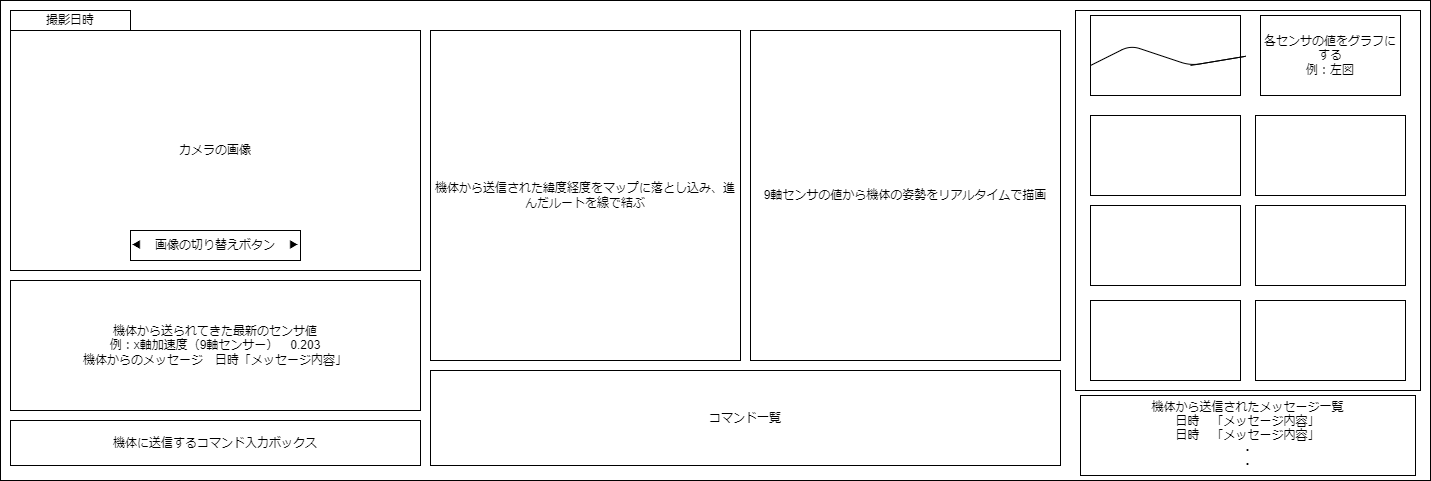 撮影日時
カメラの画像
◀　画像の切り替えボタン　▶
機体から送られてきた最新のセンサ値
例：x軸加速度（9軸センサー）　0.203
機体からのメッセージ　日時「メッセージ内容」
機体に送信するコマンド入力ボックス
機体から送信された緯度経度をマップに落とし込み、進
んだルートを線で結ぶ
9軸センサの値から機体の姿勢をリアルタイムで描画
コマンド一覧
各センサの値をグラフに
する
例：左図
機体から送信されたメッセージ一覧
日時　「メッセージ内容」
日時　「メッセージ内容」
・
・